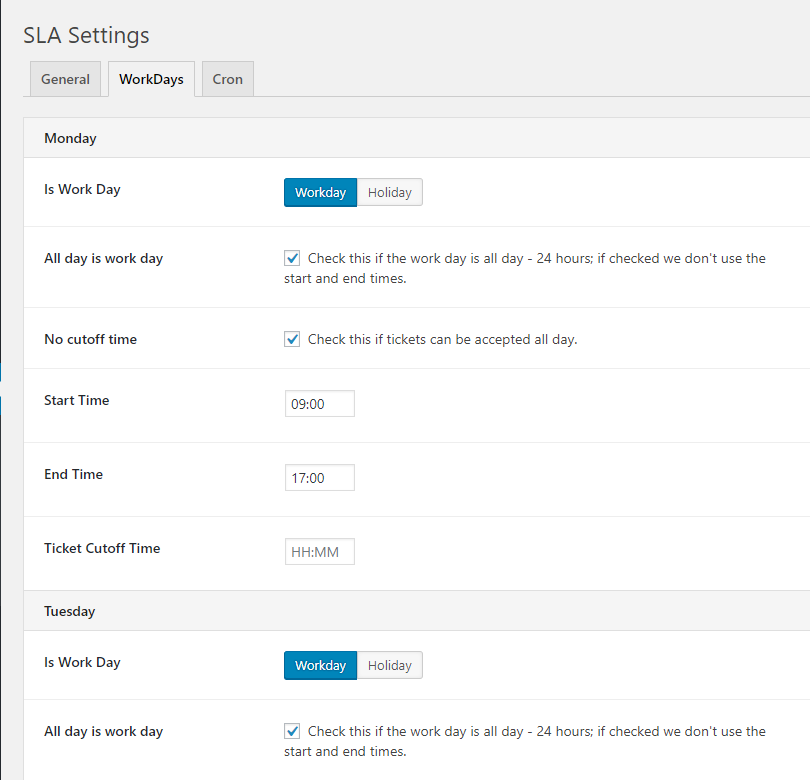 SLA Settings
General WorkDays Cron
Monday
Is Work Day Workday Holiday
All day is work day Check this if the work day is all day - 24 hours; if checked we don't use the
start and end times.
No cutoff time Check this if tickets can be accepted all day.
Start Time 09:00
End Time 17:00
Ticket Cutoff Time HH:MM
Tuesday
Is Work Day Workday Holiday
All day is work day Check this if the work day is all day - 24 hours; if checked we don't use the
start and end times.